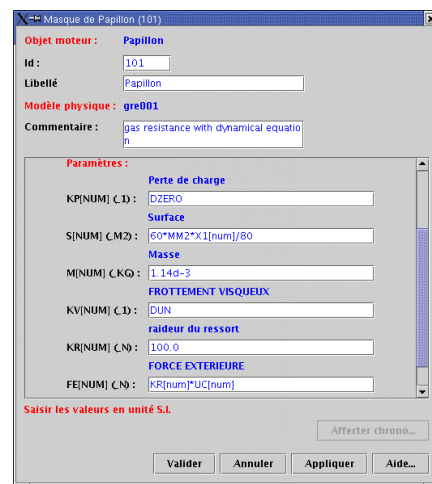 Masque de Papillon (101)
Objet moteur : Papillon
Id : 101
Libellé Papillon
Modèle physique : gre001
Commentaire : gas resistance with dynamical equatio
n
Paramètres :
Perte de charge
KP[NUM] (_1) : DZERO
Surface
S[NUM] (_M2) : 60*MM2*X1[num]/80
Masse
M[NUM] (_KG) : 1.14d-3
FROTTEMENT VISQUEUX
KV[NUM] (_1) : DUN
raideur du ressort
KR[NUM] (_N) : 100.0
FORCE EXTERIEURE
FE[NUM] (_N) : KR[num]*UC[num]
Saisir les valeurs en unité S.I.
Affecter chrono...
Valider Annuler Appliquer Aide...